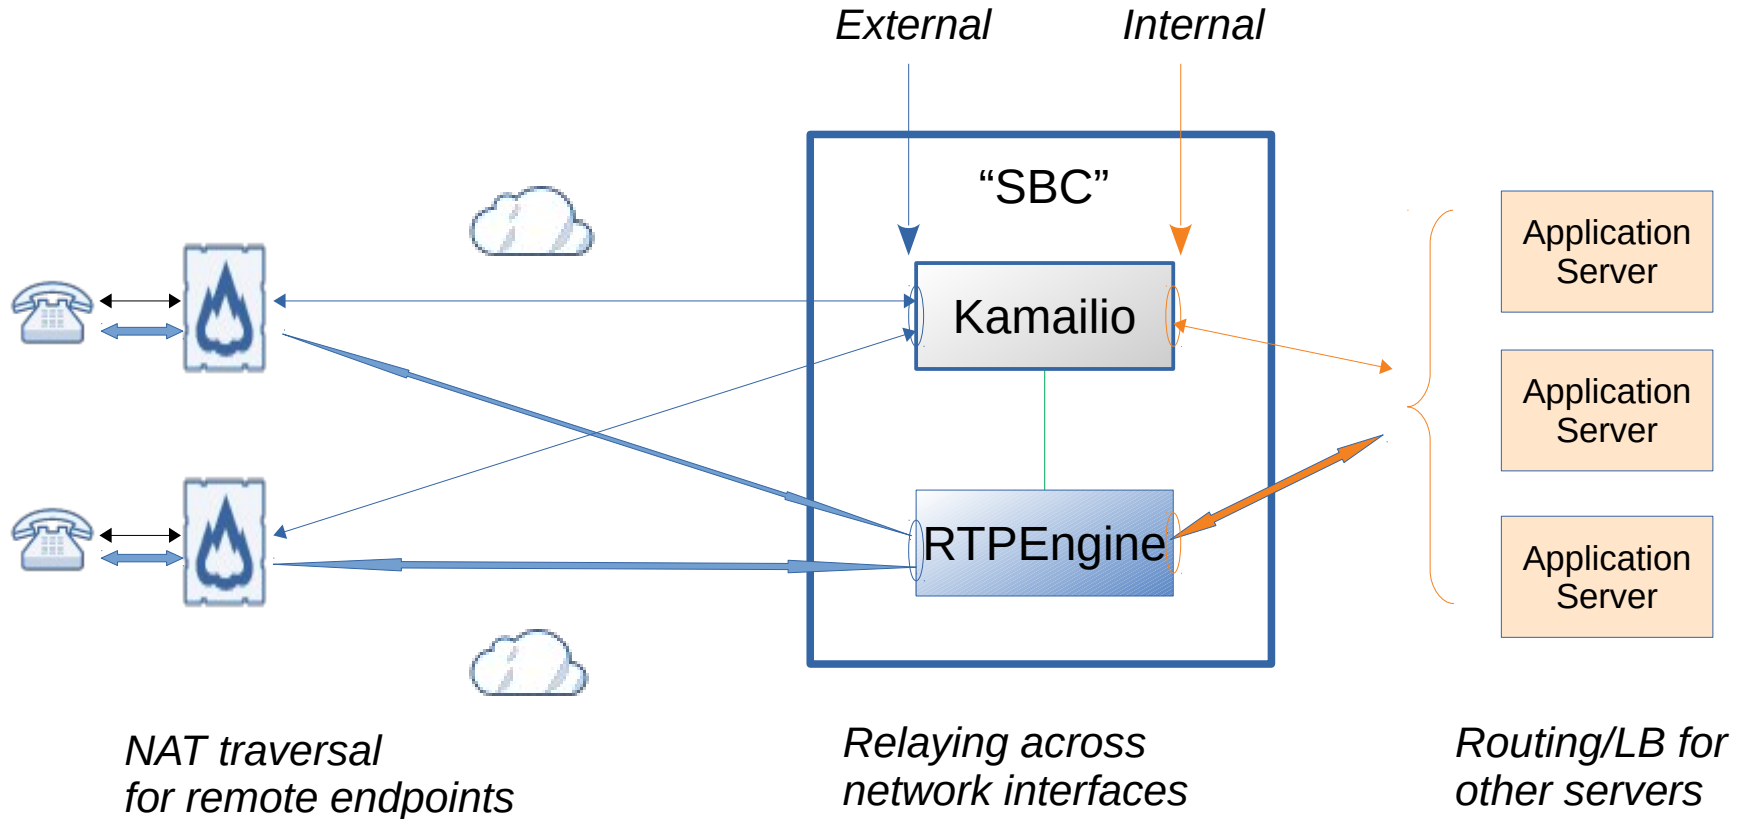 External
Internal
“SBC”
Kamailio
RTPEngine
Application
Server
Application
Server
Application
Server
NAT traversal
for remote endpoints
Relaying across
network interfaces
Routing/LB for
other servers